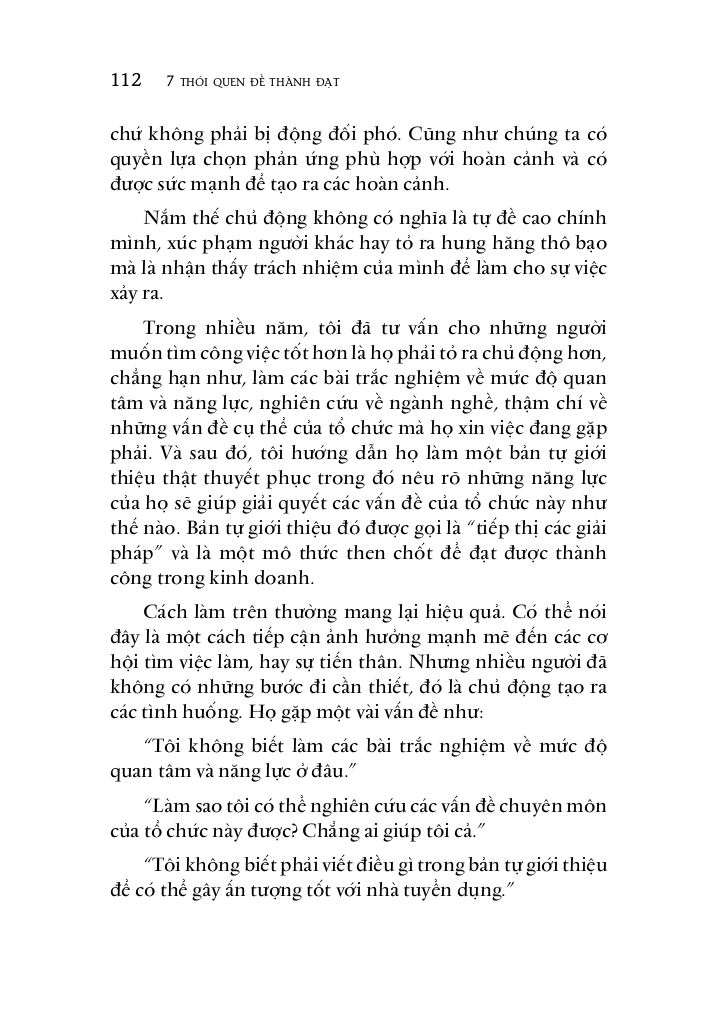 112 7 THÓI QUEN ĐỂ THÀNH ĐẠT
chứ không phải bị động đối phó. Cũng như chúng ta có
quyền lựa chọn phản ứng phù hợp với hoàn cảnh và có
được sức mạnh để tạo ra các hoàn cảnh.
Nắm thế chủ động không có nghĩa là tự đề cao chính
mình, xúc phạm người khác hay tỏ ra hung hăng thô bạo
mà là nhận thấy trách nhiệm của mình để làm cho sự việc
xảy ra.
Trong nhiều năm, tôi đã tư vấn cho những người
muốn tìm công việc tốt hơn là họ phải tỏ ra chủ động hơn,
chẳng hạn như, làm các bài trắc nghiệm về mức độ quan
tâm và năng lực, nghiên cứu về ngành nghề, thậm chí về
những vấn đề cụ thể của tổ chức mà họ xin việc đang gặp
phải. Và sau đó, tôi hướng dẫn họ làm một bản tự giới
thiệu thật thuyết phục trong đó nêu rõ những năng lực
của họ sẽ giúp giải quyết các vấn đề của tổ chức này như
thế nào. Bản tự giới thiệu đó được gọi là “tiếp thị các giải
pháp” và là một mô thức then chốt để đạt được thành
công trong kinh doanh.
Cách làm trên thường mang lại hiệu quả. Có thể nói
đây là một cách tiếp cận ảnh hưởng mạnh mẽ đến các cơ
hội tìm việc làm, hay sự tiến thân. Nhưng nhiều người đã
không có những bước đi cần thiết, đó là chủ động tạo ra
các tình huống. Họ gặp một vài vấn đề như:
“Tôi không biết làm các bài trắc nghiệm về mức độ
quan tâm và năng lực ở đâu.”
“Làm sao tôi có thể nghiên cứu các vấn đề chuyên môn
của tổ chức này được? Chẳng ai giúp tôi cả.”
“Tôi không biết phải viết điều gì trong bản tự giới thiệu
để có thể gây ấn tượng tốt với nhà tuyển dụng.”